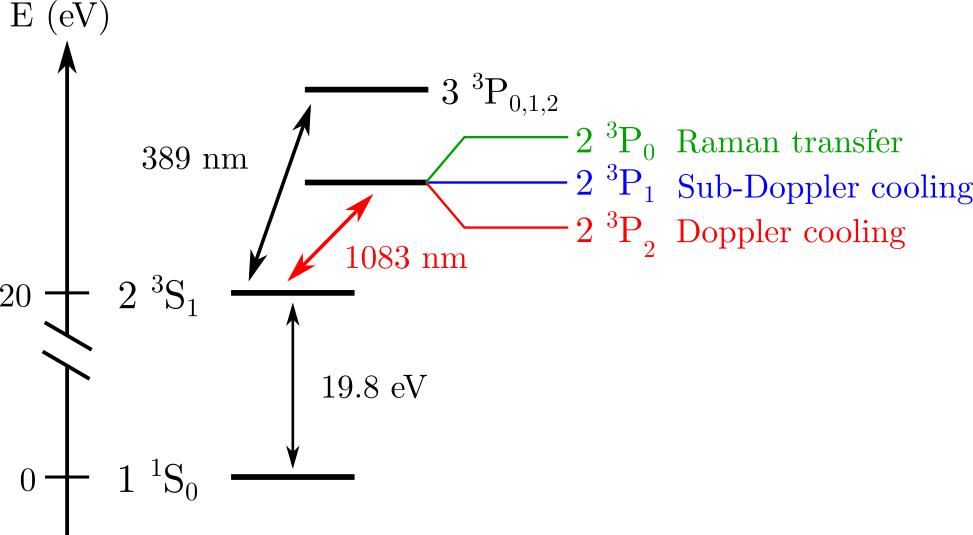 E (eV)
3 ³P₀,₁,₂
389 nm
2 ³P₀ Raman transfer
2 ³P₁ Sub-Doppler cooling
2 ³P₂ Doppler cooling
1083 nm
20
2 ³S₁
19.8 eV
0
1 ¹S₀